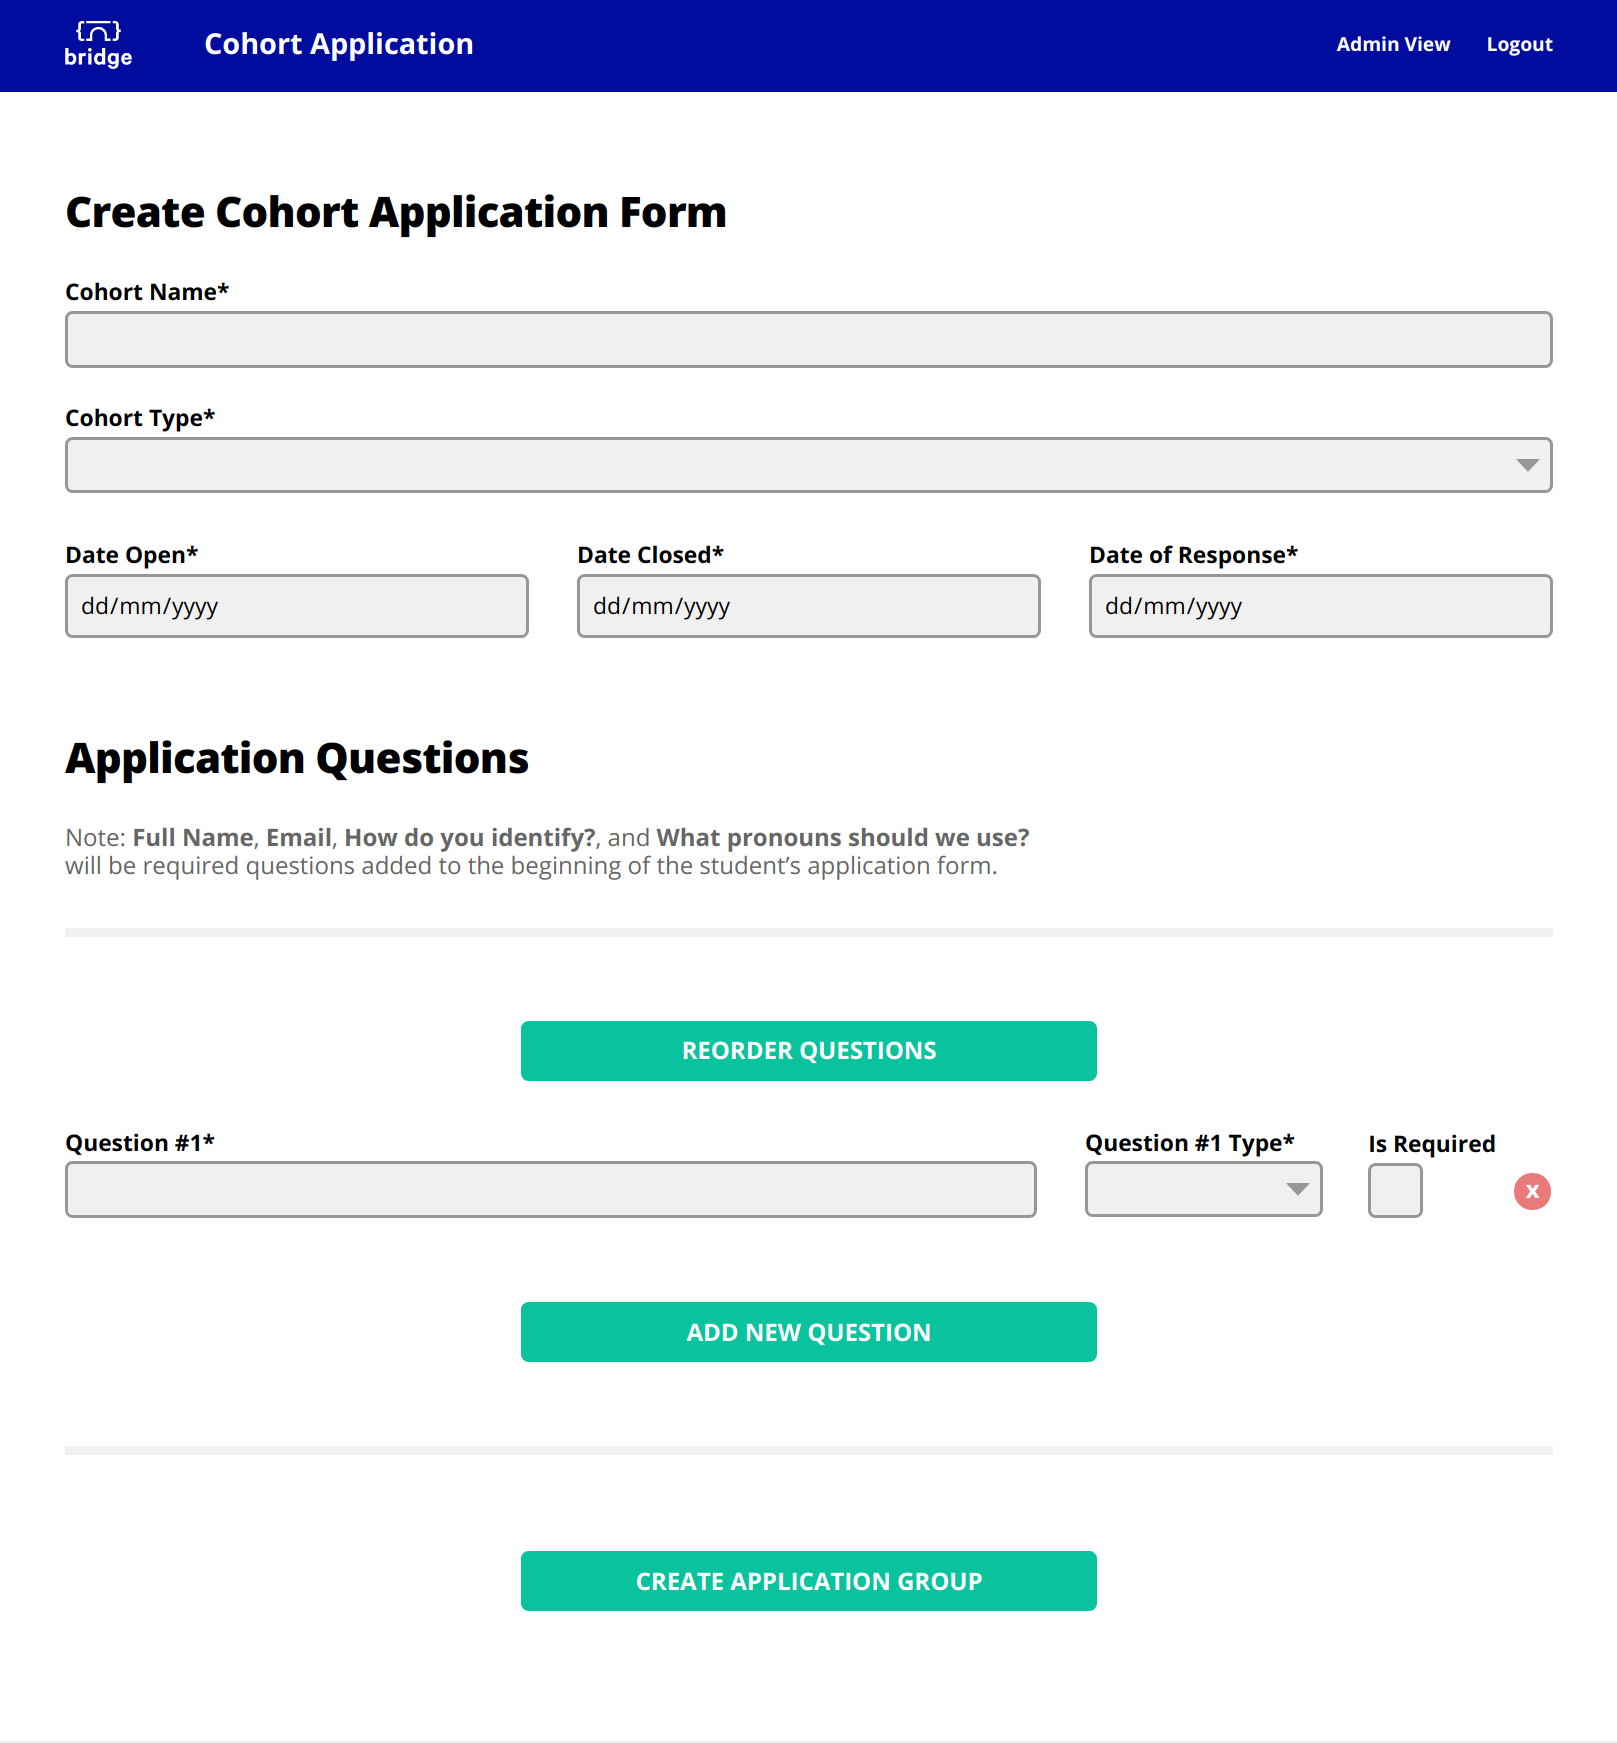 bridge
Cohort Application
Admin View
Logout
Create Cohort Application Form
Cohort Name*
Cohort Type*
Date Open*
Date Closed*
Date of Response*
dd/mm/yyyy
dd/mm/yyyy
dd/mm/yyyy
Application Questions
Note: Full Name, Email, How do you identify?, and What pronouns should we use?
will be required questions added to the beginning of the student’s application form.
REORDER QUESTIONS
Question #1*
Question #1 Type*
Is Required
x
ADD NEW QUESTION
CREATE APPLICATION GROUP